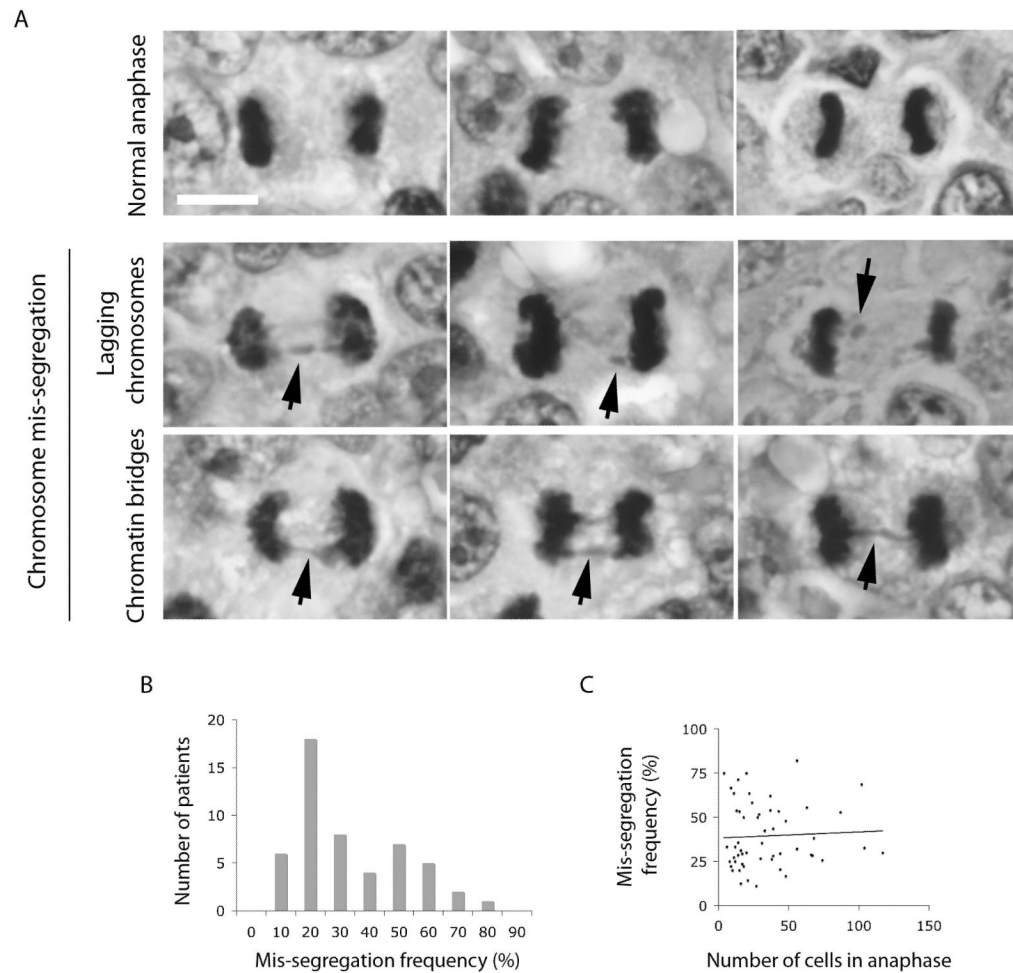 A
Normal anaphase
Chromosome mis-segregation
Lagging
chromosomes
Chromatin bridges
B
Number of patients
20
15
10
5
0
0 10 20 30 40 50 60 70 80 90
Mis-segregation frequency (%)
C
Mis-segregation
frequency (%)
100
75
50
25
0
0 50 100 150
Number of cells in anaphase